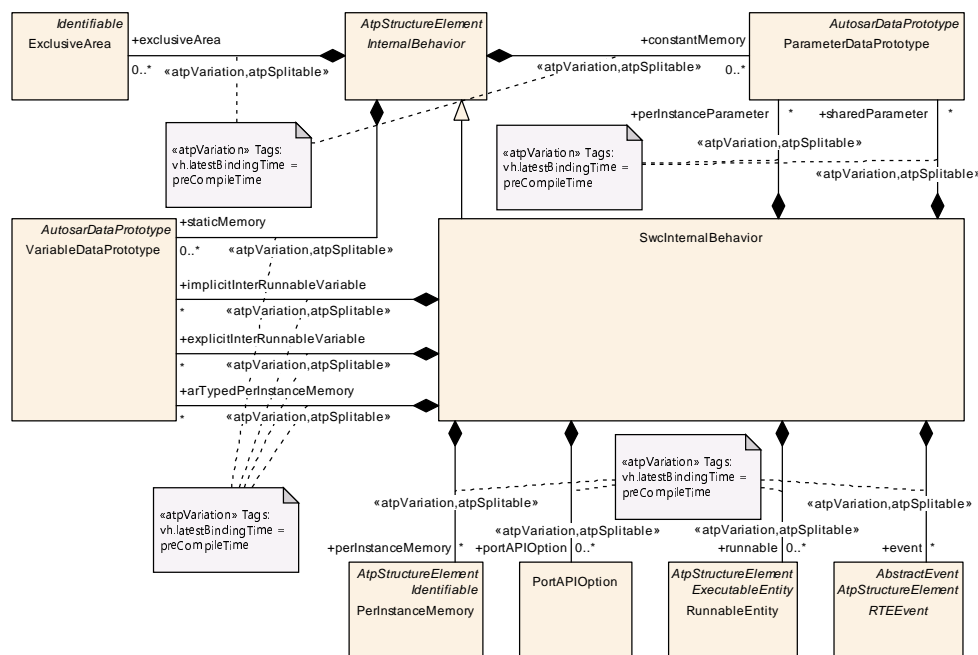 Identifiable
ExclusiveArea
+exclusiveArea
0..*
«atpVariation,atpSplitable»
AtpStructureElement
InternalBehavior
+constantMemory
«atpVariation,atpSplitable»
0..*
AutosarDataPrototype
ParameterDataPrototype
«atpVariation» Tags:
vh.latestBindingTime =
preCompileTime
«atpVariation» Tags:
vh.latestBindingTime =
preCompileTime
+perInstanceParameter
*
+sharedParameter
*
«atpVariation,atpSplitable»
«atpVariation,atpSplitable»
AutosarDataPrototype
VariableDataPrototype
+staticMemory
0..*
«atpVariation,atpSplitable»
SwcInternalBehavior
+implicitInterRunnableVariable
*
«atpVariation,atpSplitable»
+explicitInterRunnableVariable
*
«atpVariation,atpSplitable»
+arTypedPerInstanceMemory
*
«atpVariation,atpSplitable»
«atpVariation» Tags:
vh.latestBindingTime =
preCompileTime
«atpVariation» Tags:
vh.latestBindingTime =
preCompileTime
«atpVariation,atpSplitable»
«atpVariation,atpSplitable»
«atpVariation,atpSplitable»
«atpVariation,atpSplitable»
+perInstanceMemory
*
+portAPIOption
0..*
+runnable
0..*
+event
*
AtpStructureElement
Identifiable
PerInstanceMemory
PortAPIOption
AtpStructureElement
ExecutableEntity
RunnableEntity
AbstractEvent
AtpStructureElement
RTEEvent